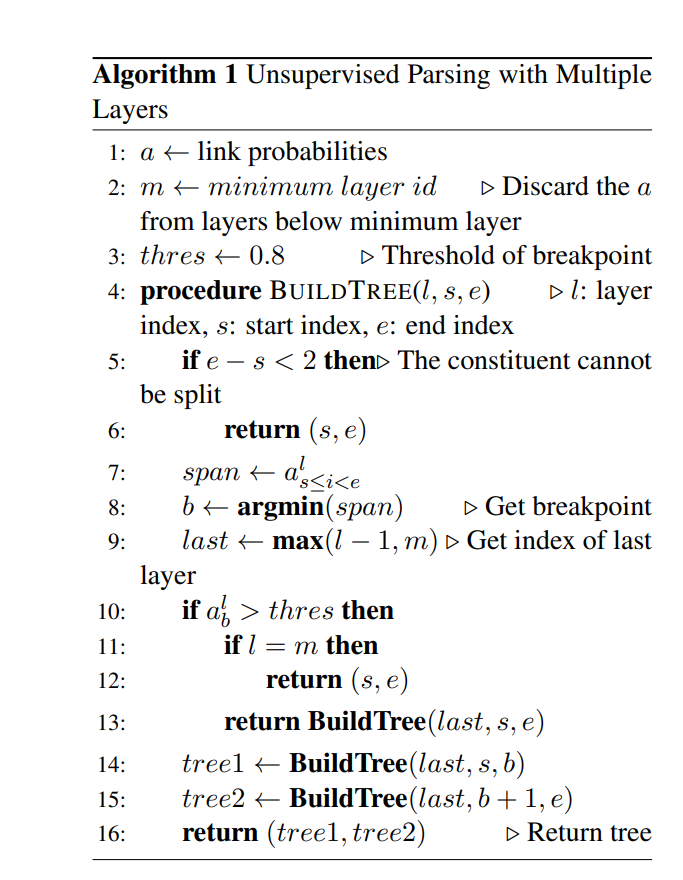 Algorithm 1 Unsupervised Parsing with Multiple
Layers
1: a ← link probabilities
2: m ← minimum layer id ▷ Discard the a
from layers below minimum layer
3: thres ← 0.8 ▷ Threshold of breakpoint
4: procedure BUILDTREE(l, s, e) ▷ l: layer
index, s: start index, e: end index
5: if e − s < 2 then▷ The constituent cannot
be split
6: return (s, e)
7: span ← a^l_{s≤i<e}
8: b ← argmin(span) ▷ Get breakpoint
9: last ← max(l − 1, m) ▷ Get index of last
layer
10: if a^l_b > thres then
11: if l = m then
12: return (s, e)
13: return BuildTree(last, s, e)
14: tree1 ← BuildTree(last, s, b)
15: tree2 ← BuildTree(last, b + 1, e)
16: return (tree1, tree2) ▷ Return tree